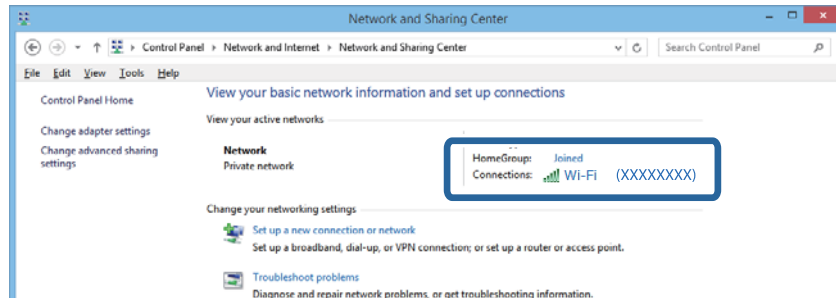 Network and Sharing Center
Control Panel Network and Internet Network and Sharing Center Search Control Panel
File Edit View Tools Help
Control Panel Home
View your basic network information and set up connections
View your active networks
Change adapter settings
Change advanced sharing
settings
Network
Private network
HomeGroup: Joined
Connections: Wi-Fi (XXXXXXXX)
Change your networking settings
Set up a new connection or network
Set up a broadband, dial-up, or VPN connection; or set up a router or access point.
Troubleshoot problems
Diagnose and repair network problems, or get troubleshooting information.